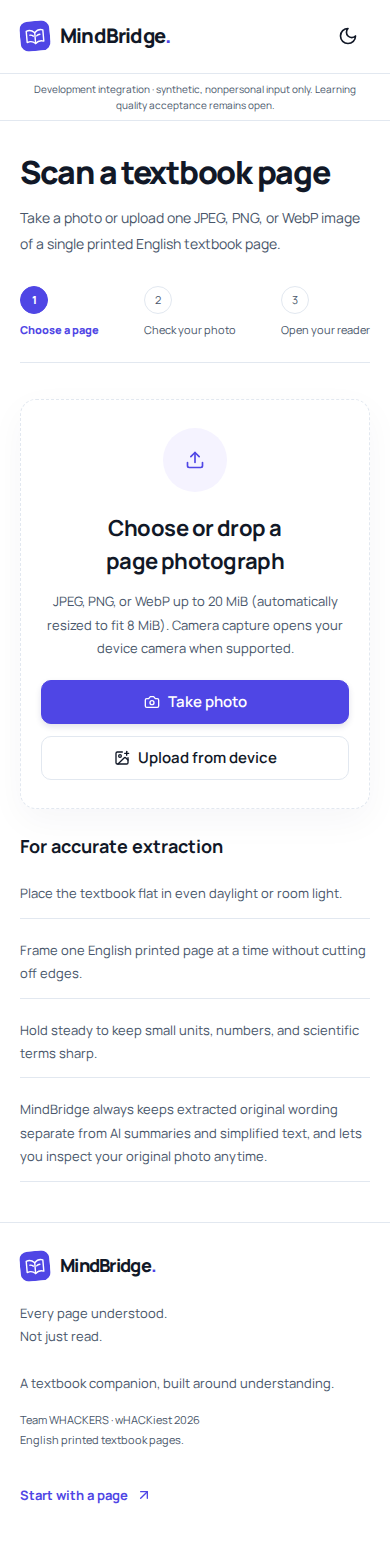 MindBridge.
Development integration · synthetic, nonpersonal input only. Learning
quality acceptance remains open.
Scan a textbook page
Take a photo or upload one JPEG, PNG, or WebP image
of a single printed English textbook page.
1
2
3
Choose a page
Check your photo
Open your reader
Choose or drop a
page photograph
JPEG, PNG, or WebP up to 20 MiB (automatically
resized to fit 8 MiB). Camera capture opens your
device camera when supported.
Take photo
Upload from device
For accurate extraction
Place the textbook flat in even daylight or room light.
Frame one English printed page at a time without cutting
off edges.
Hold steady to keep small units, numbers, and scientific
terms sharp.
MindBridge always keeps extracted original wording
separate from AI summaries and simplified text, and lets
you inspect your original photo anytime.
MindBridge.
Every page understood.
Not just read.
A textbook companion, built around understanding.
Team WHACKERS · wHACKiest 2026
English printed textbook pages.
Start with a page